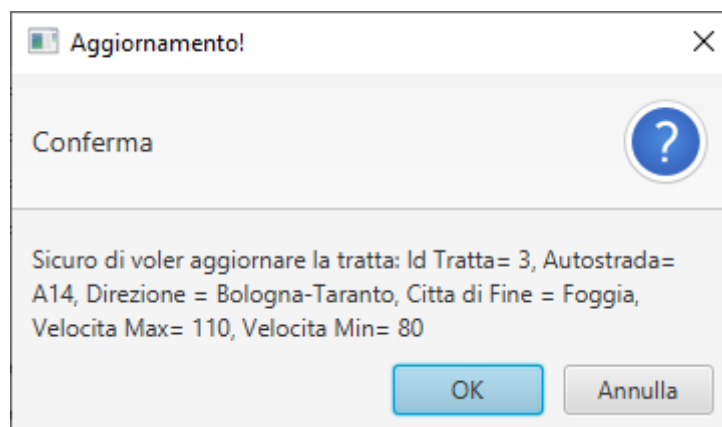 Aggiornamento!
Conferma
?
Sicuro di voler aggiornare la tratta: Id Tratta= 3, Autostrada=
A14, Direzione = Bologna-Taranto, Citta di Fine = Foggia,
Velocita Max= 110, Velocita Min= 80
OK Annulla